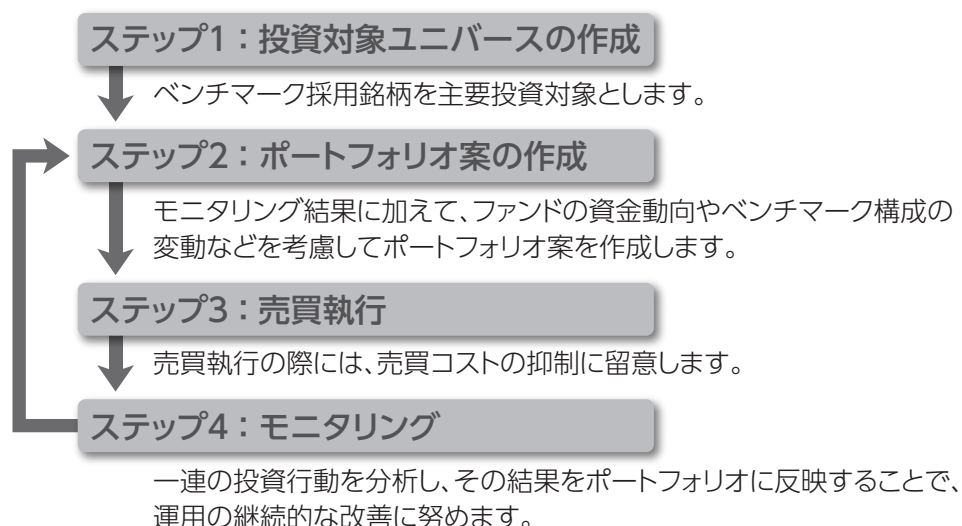 ステップ1：投資対象ユニバースの作成
ベンチマーク採用銘柄を主要投資対象とします。
ステップ2：ポートフォリオ案の作成
モニタリング結果に加えて、ファンドの資金動向やベンチマーク構成の
変動などを考慮してポートフォリオ案を作成します。
ステップ3：売買執行
売買執行の際には、売買コストの抑制に留意します。
ステップ4：モニタリング
一連の投資行動を分析し、その結果をポートフォリオに反映することで、
運用の継続的な改善に努めます。